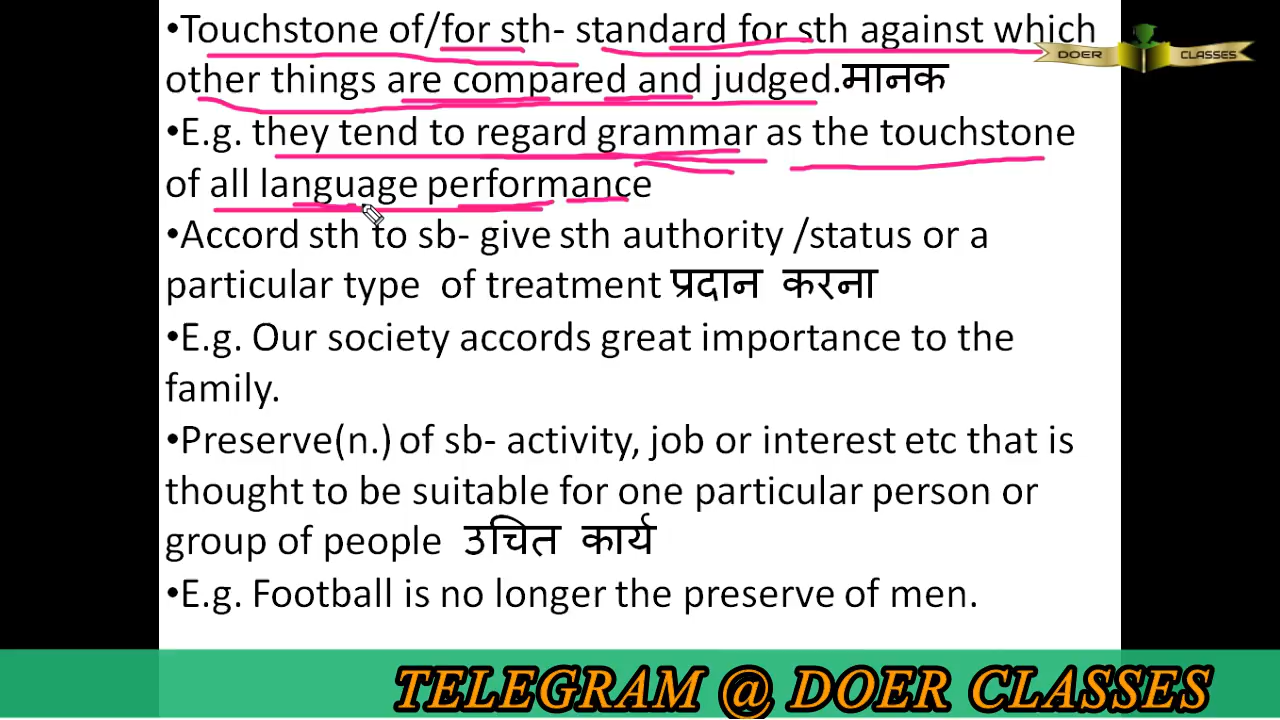 •Touchstone of/for sth- standard for sth against which
other things are compared and judged.मानक
•E.g. they tend to regard grammar as the touchstone
of all language performance
•Accord sth to sb- give sth authority /status or a
particular type of treatment प्रदान करना
•E.g. Our society accords great importance to the
family.
•Preserve(n.) of sb- activity, job or interest etc that is
thought to be suitable for one particular person or
group of people उचित कार्य
•E.g. Football is no longer the preserve of men.
DOER CLASSES
TELEGRAM @ DOER CLASSES